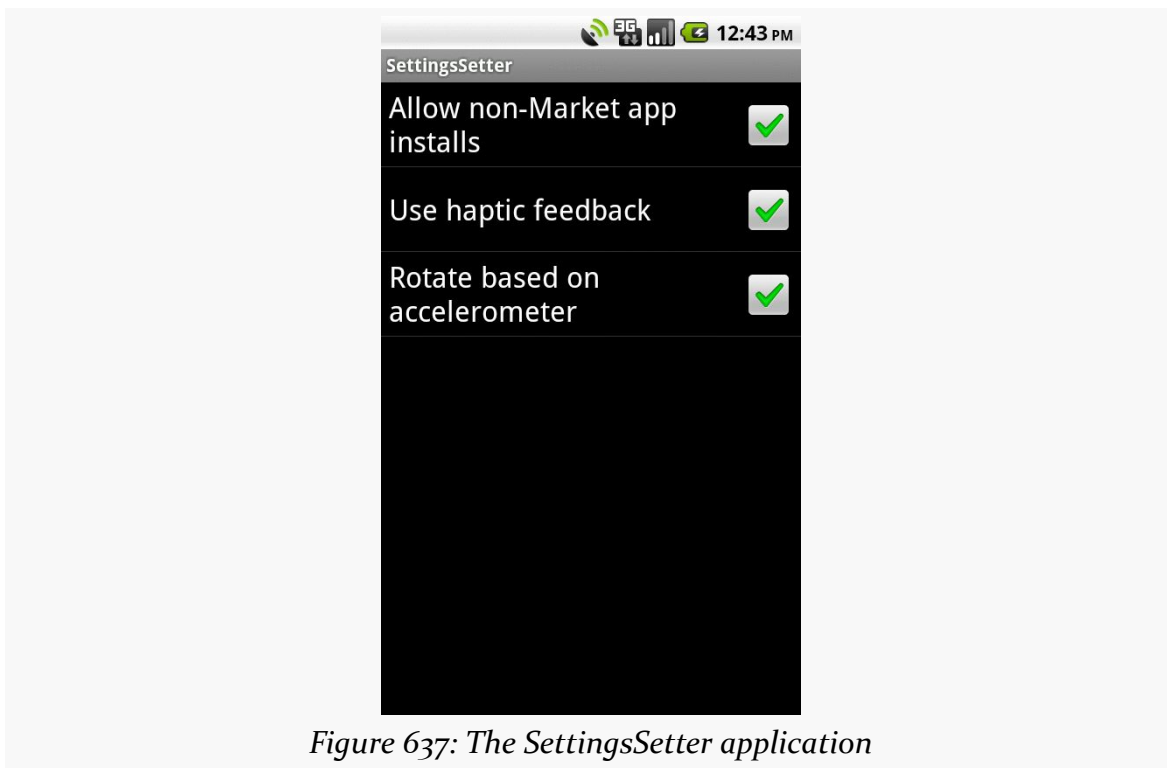 3G 12:43 PM
SettingsSetter
Allow non-Market app
installs
Use haptic feedback
Rotate based on
accelerometer
Figure 637: The SettingsSetter application